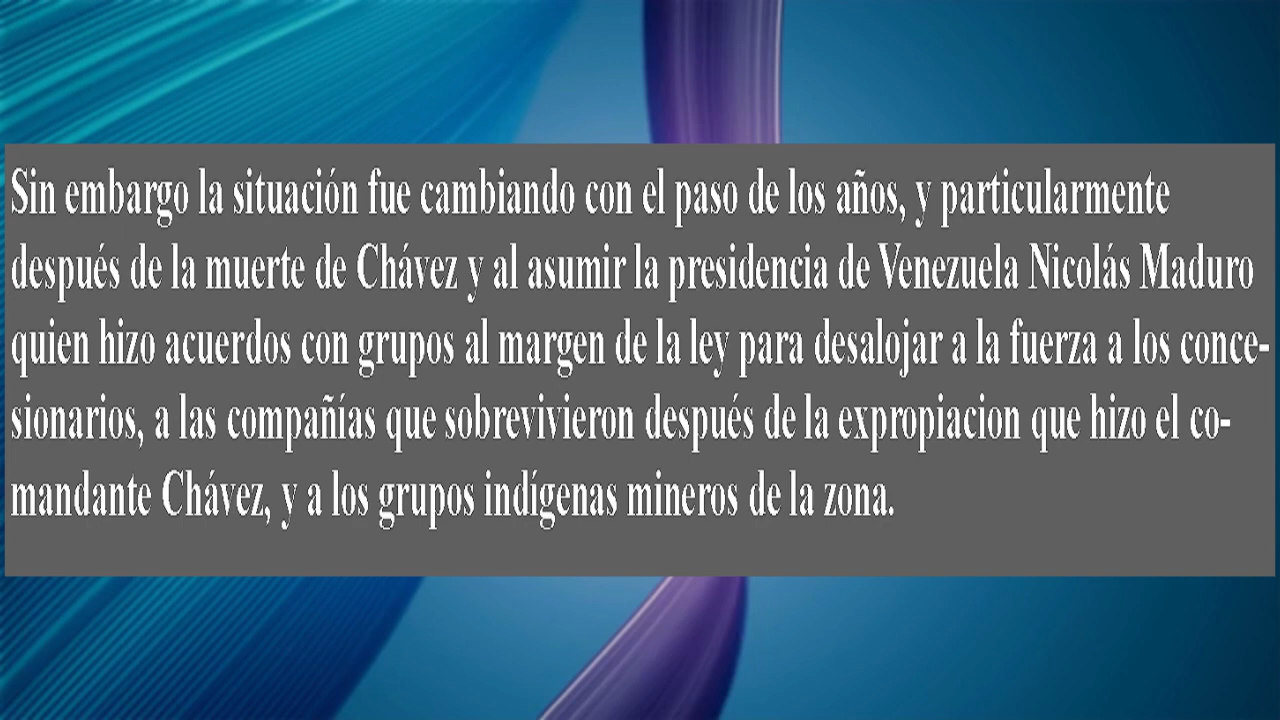 Sin embargo la situación fue cambiando con el paso de los años, y particularmente
después de la muerte de Chávez y al asumir la presidencia de Venezuela Nicolás Maduro
quien hizo acuerdos con grupos al margen de la ley para desalojar a la fuerza a los conce-
sionarios, a las compañías que sobrevivieron después de la expropiacion que hizo el co-
mandante Chávez, y a los grupos indígenas mineros de la zona.